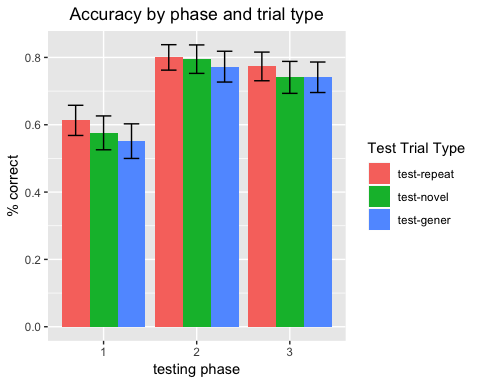 Accuracy by phase and trial type
% correct
0.8
0.6
0.4
0.2
0.0
1 2 3
testing phase
Test Trial Type
test-repeat
test-novel
test-gener